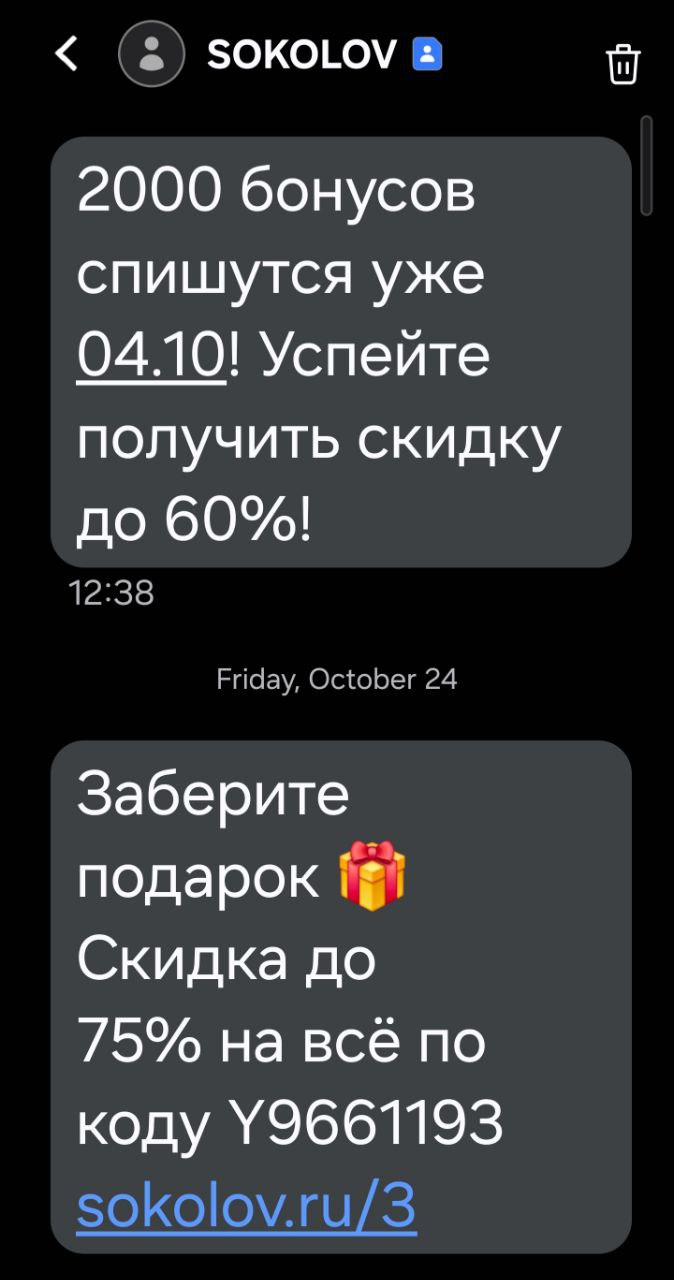 SOKOLOV
2000 бонусов
спишутся уже
04.10! Успейте
получить скидку
до 60%!
12:38
Friday, October 24
Заберите
подарок 🎁
Скидка до
75% на всё по
коду Y9661193
sokolov.ru/3